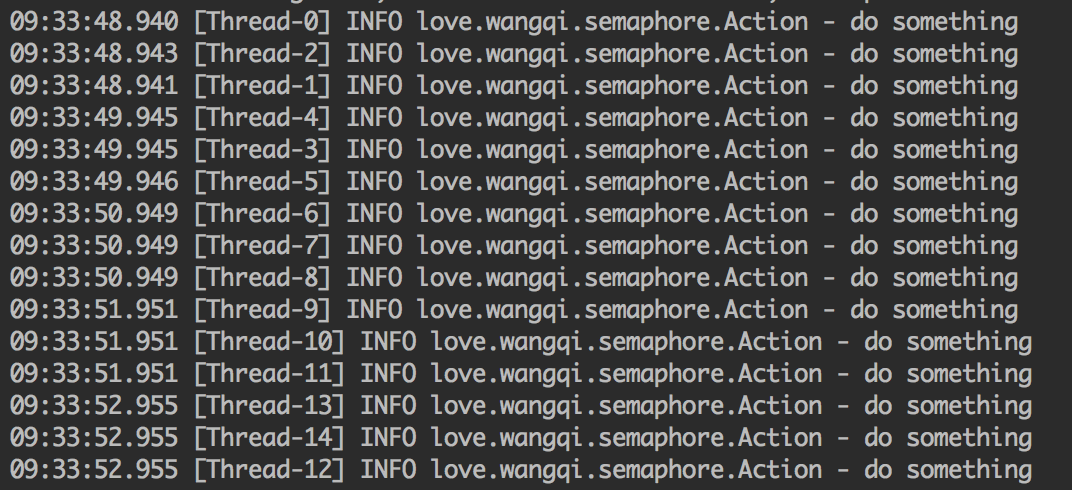 09:33:48.940 [Thread-0] INFO love.wangqi.semaphore.Action - do something
09:33:48.943 [Thread-2] INFO love.wangqi.semaphore.Action - do something
09:33:48.941 [Thread-1] INFO love.wangqi.semaphore.Action - do something
09:33:49.945 [Thread-4] INFO love.wangqi.semaphore.Action - do something
09:33:49.945 [Thread-3] INFO love.wangqi.semaphore.Action - do something
09:33:49.946 [Thread-5] INFO love.wangqi.semaphore.Action - do something
09:33:50.949 [Thread-6] INFO love.wangqi.semaphore.Action - do something
09:33:50.949 [Thread-7] INFO love.wangqi.semaphore.Action - do something
09:33:50.949 [Thread-8] INFO love.wangqi.semaphore.Action - do something
09:33:51.951 [Thread-9] INFO love.wangqi.semaphore.Action - do something
09:33:51.951 [Thread-10] INFO love.wangqi.semaphore.Action - do something
09:33:51.951 [Thread-11] INFO love.wangqi.semaphore.Action - do something
09:33:52.955 [Thread-13] INFO love.wangqi.semaphore.Action - do something
09:33:52.955 [Thread-14] INFO love.wangqi.semaphore.Action - do something
09:33:52.955 [Thread-12] INFO love.wangqi.semaphore.Action - do something